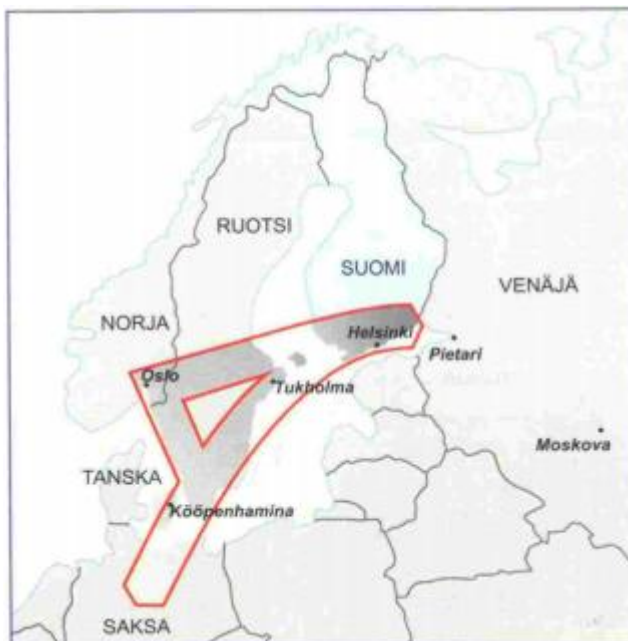 RUOTSI
SUOMI
VENÄJÄ
NORJA
Helsinki
Pietari
Oslo
Tukholma
Moskova
TANSKA
Kööpenhamina
SAKSA